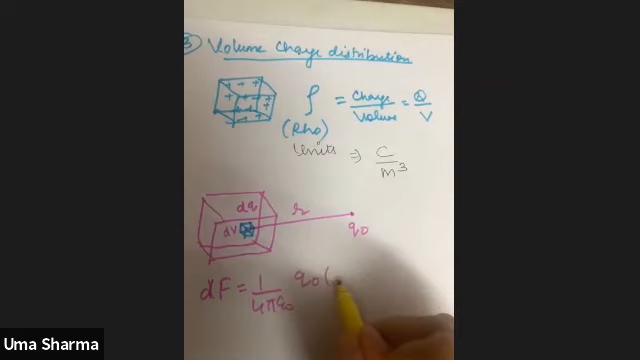 3 Volume Charge distribution
ρ = Charge / Volume = Q / V
(Rho)
Units ⇒ C / m³
dq
dV
r
q0
dF = 1 / 4πε0 q0 (
Uma Sharma